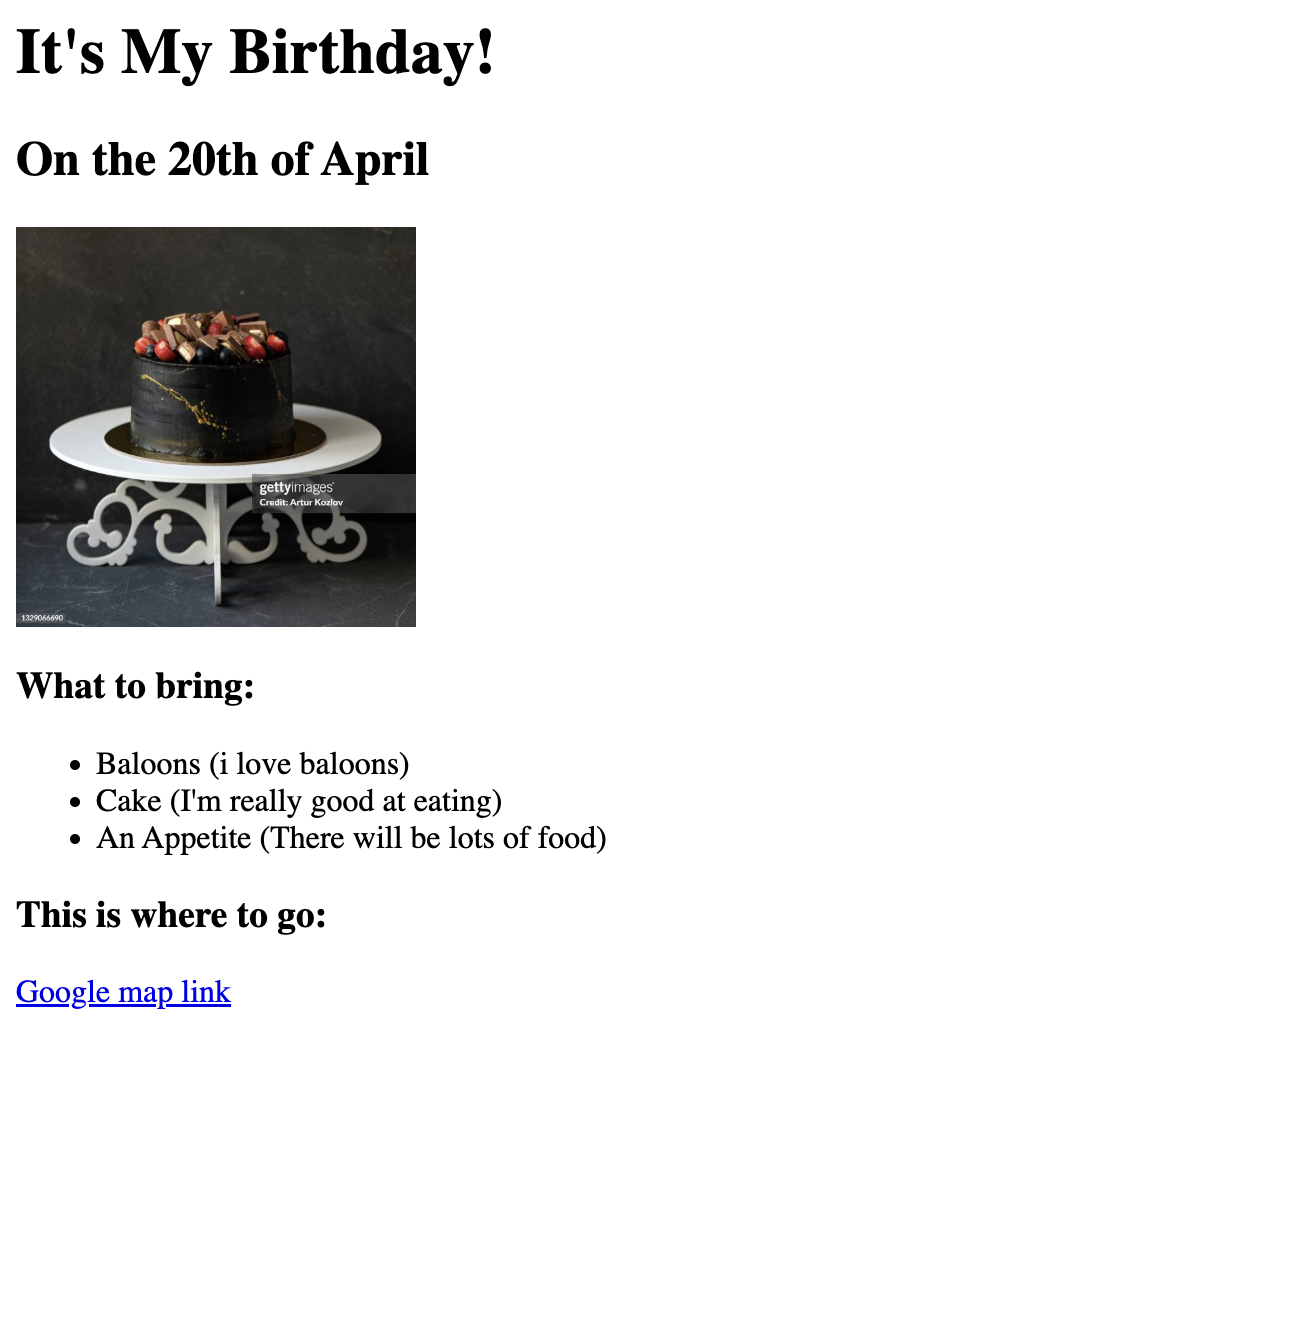 It's My Birthday!
On the 20th of April
gettyimages®
Credit: Artur Kozlov
1329066690
What to bring:
• Baloons (i love baloons)
• Cake (I'm really good at eating)
• An Appetite (There will be lots of food)
This is where to go:
Google map link